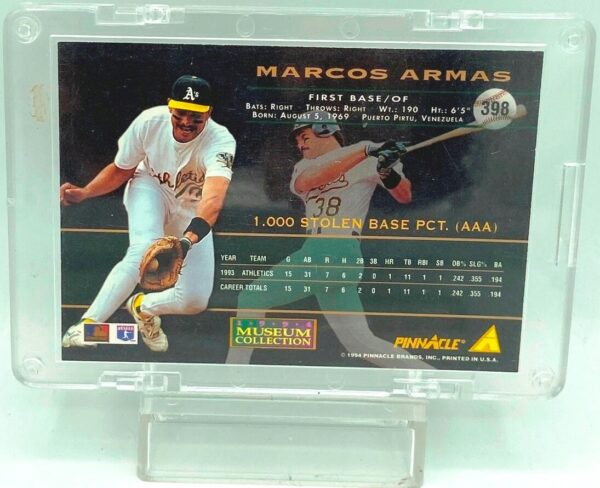 MARCOS ARMAS
FIRST BASE/OF
BATS: RIGHT THROWS: RIGHT WT.: 190 HT.: 6'5"
BORN: AUGUST 5, 1969 PUERTO PIRTU, VENEZUELA
398
A's
Athletics
38
1.000 STOLEN BASE PCT. (AAA)
YEAR TEAM G AB R H 2B 3B HR TB RBI SB OB% SLG% BA
1993 ATHLETICS 15 31 7 6 2 0 1 11 1 1 .242 .355 .194
CAREER TOTALS 15 31 7 6 2 0 1 11 1 1 .242 .355 .194
1994
MUSEUM
COLLECTION
PINNACLE
© 1994 PINNACLE BRANDS, INC., PRINTED IN U.S.A.